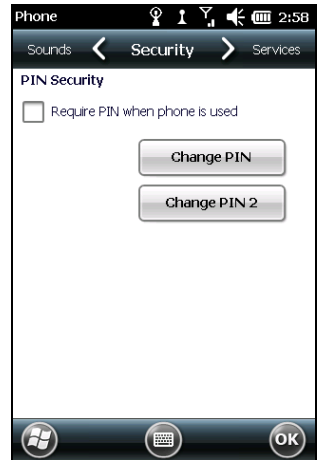 Phone 2:58
Sounds Security Services
PIN Security
Require PIN when phone is used
Change PIN
Change PIN 2
OK